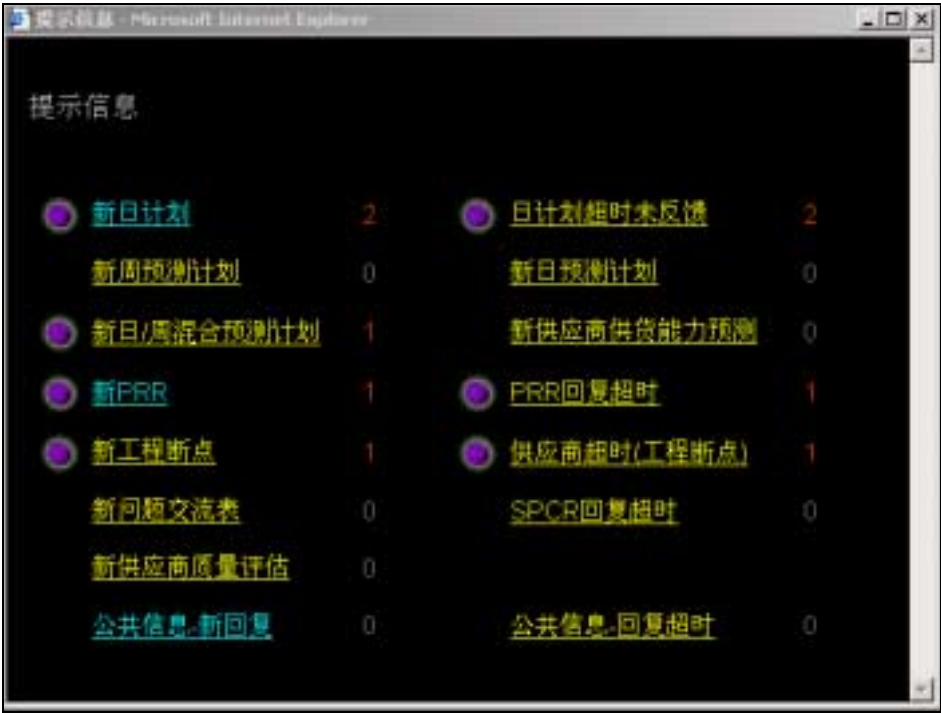 提示信息 - Microsoft Internet Explorer
提示信息
新日计划 2 日计划超时未反馈 2
新周预测计划 0 新日预测计划 0
新日/周混合预测计划 1 新供应商供货能力预测 0
新PRR 1 PRR回复超时 1
新工程断点 1 供应商超时(工程断点) 1
新问题交流表 0 SPCR回复超时 0
新供应商质量评估 0
公共信息-新回复 0 公共信息-回复超时 0